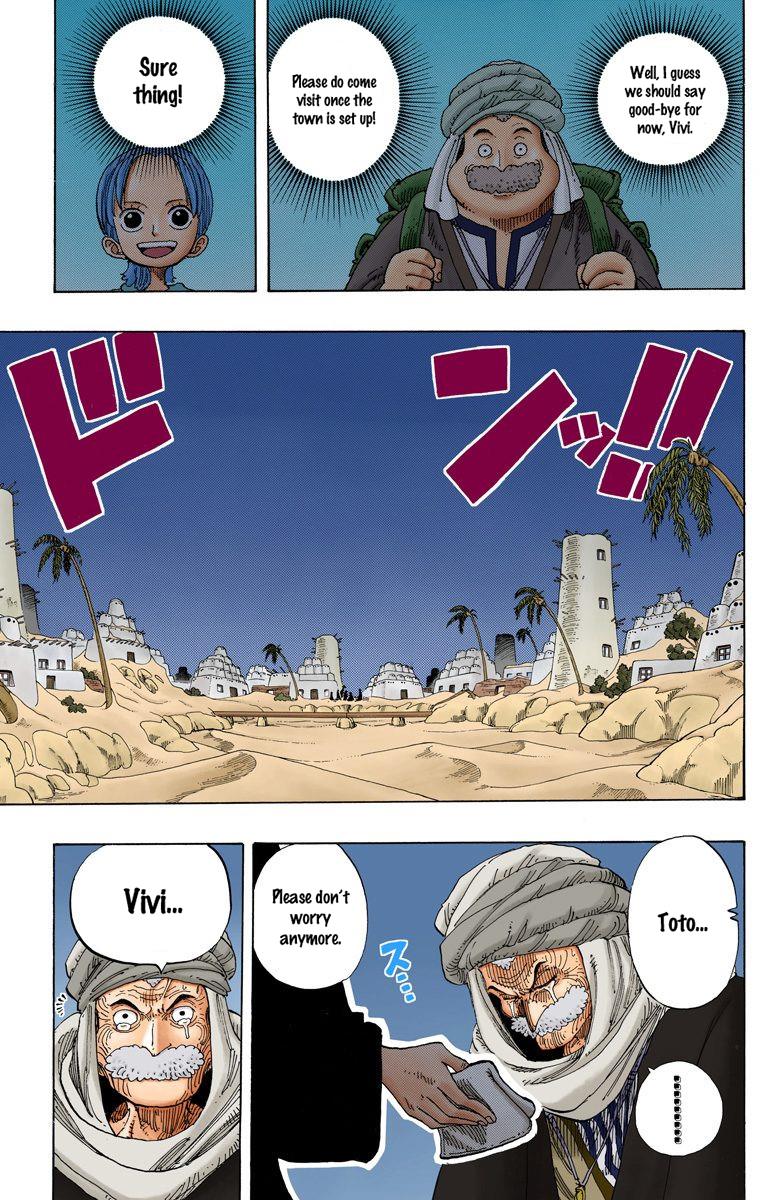 Well, I guess
we should say
good-bye for
now, Vivi.
Please do come
visit once the
town is set up!
Sure
thing!
ドンッ!!
Toto...
.........
Please don't
worry
anymore.
ス...
Vivi...